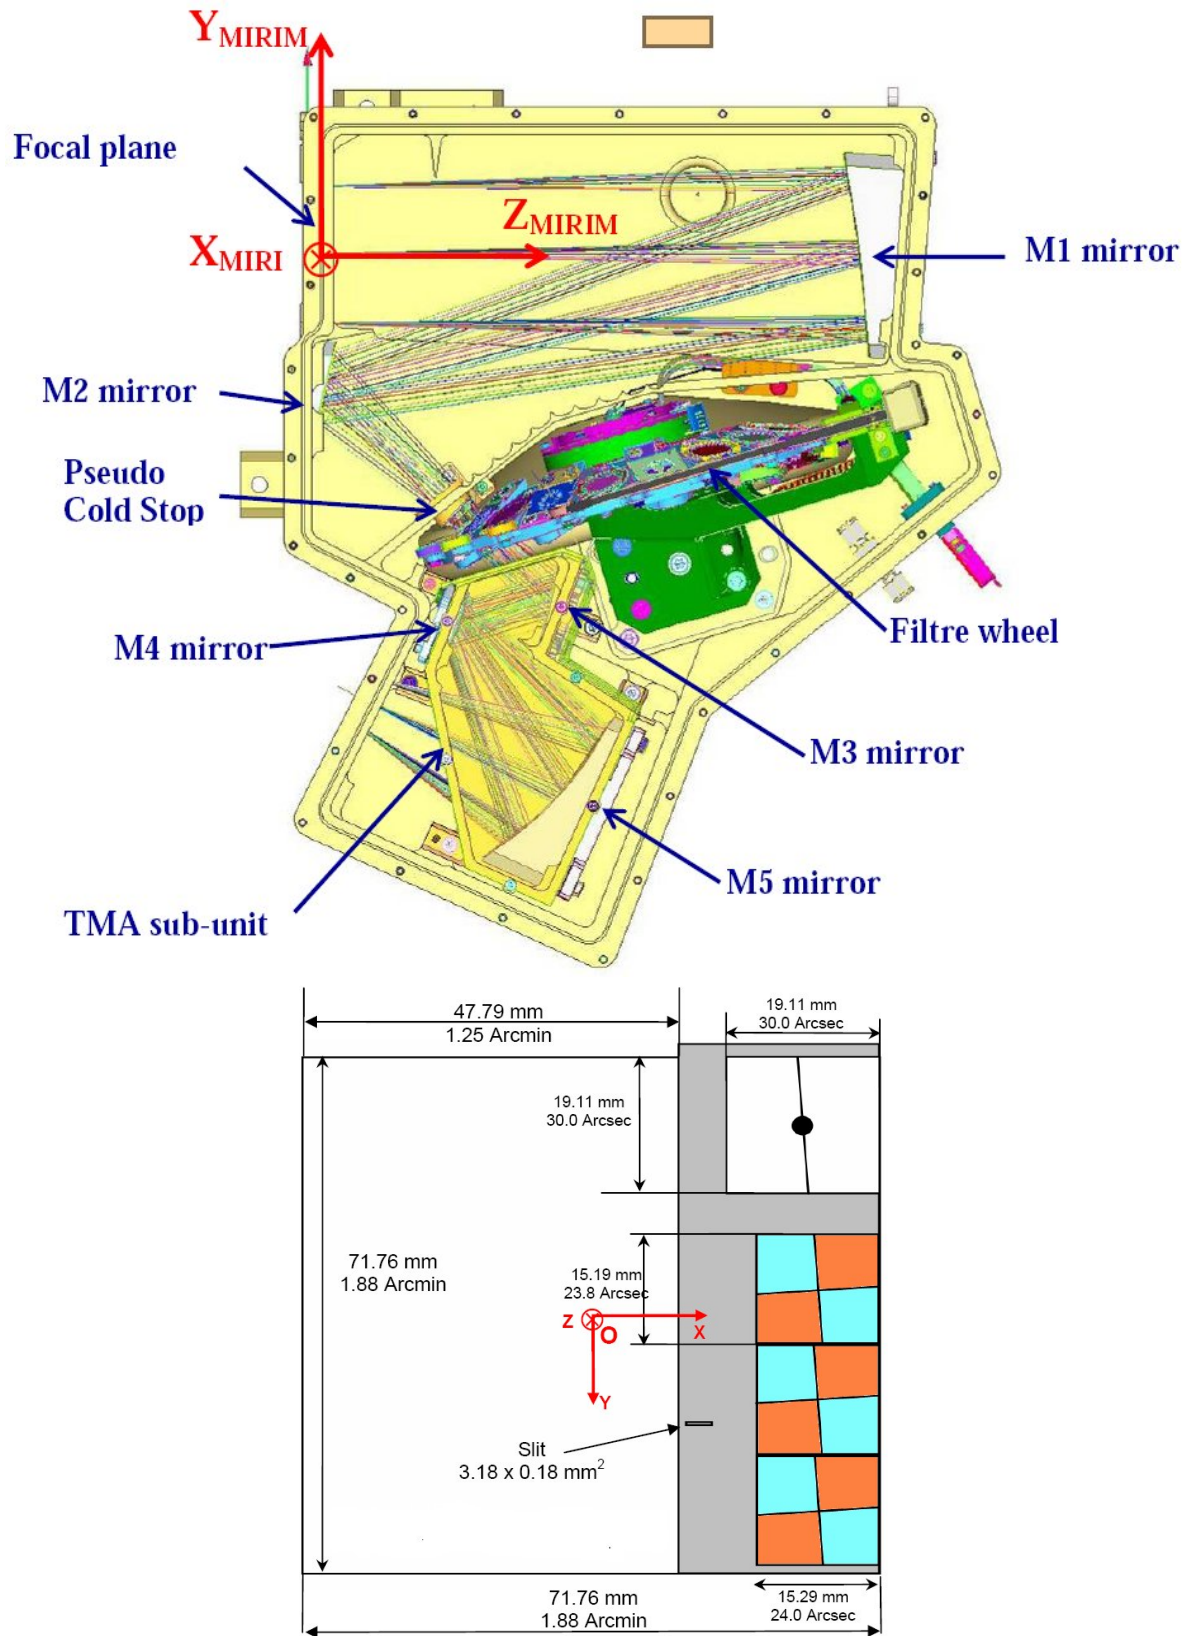 YMIRIM
Focal plane
ZMIRIM
XMIRI
M1 mirror
M2 mirror
Pseudo
Cold Stop
Filtre wheel
M4 mirror
M3 mirror
M5 mirror
TMA sub-unit
47.79 mm
1.25 Arcmin
19.11 mm
30.0 Arcsec
19.11 mm
30.0 Arcsec
71.76 mm
1.88 Arcmin
15.19 mm
23.8 Arcsec
Z
O
X
Y
Slit
3.18 x 0.18 mm²
71.76 mm
1.88 Arcmin
15.29 mm
24.0 Arcsec